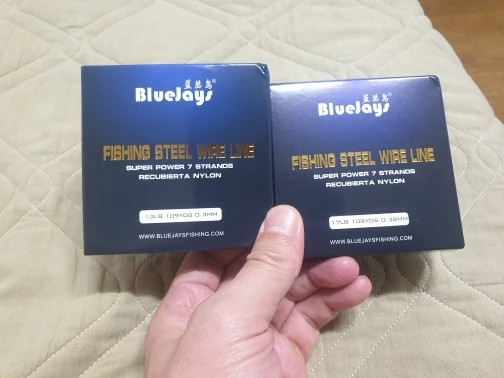 蓝悠鸟®
BlueJays
FISHING STEEL WIRE LINE
SUPER POWER 7 STRANDS
RECUBIERTA NYLON
13LB 109YDS 0.3MM
WWW.BLUEJAYSFISHING.COM
BlueJays
FISHING STEEL WIRE LINE
SUPER POWER 7 STRANDS
RECUBIERTA NYLON
17LB 109YDS 0.36MM
WWW.BLUEJAYSFISHING.COM